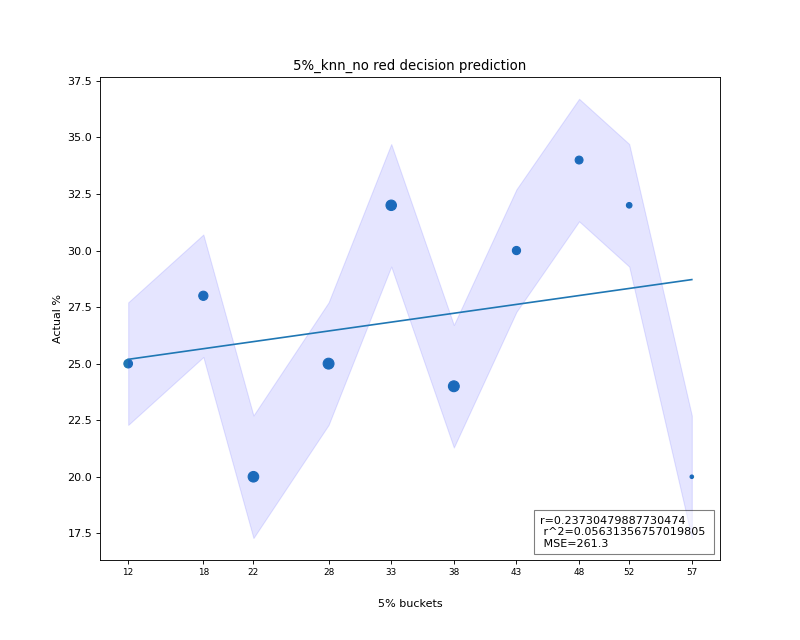 5%_knn_no red decision prediction
37.5
35.0
32.5
30.0
27.5
25.0
22.5
20.0
17.5
Actual %
r=0.23730479887730474
r^2=0.05631356757019805
MSE=261.3
12 18 22 28 33 38 43 48 52 57
5% buckets